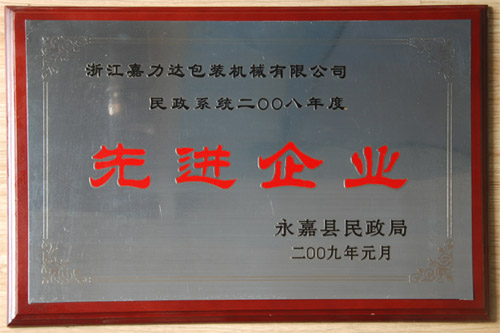 浙江嘉力达包装机械有限公司
民政系统二OO八年度
先进企业
永嘉县民政局
二OO九年元月